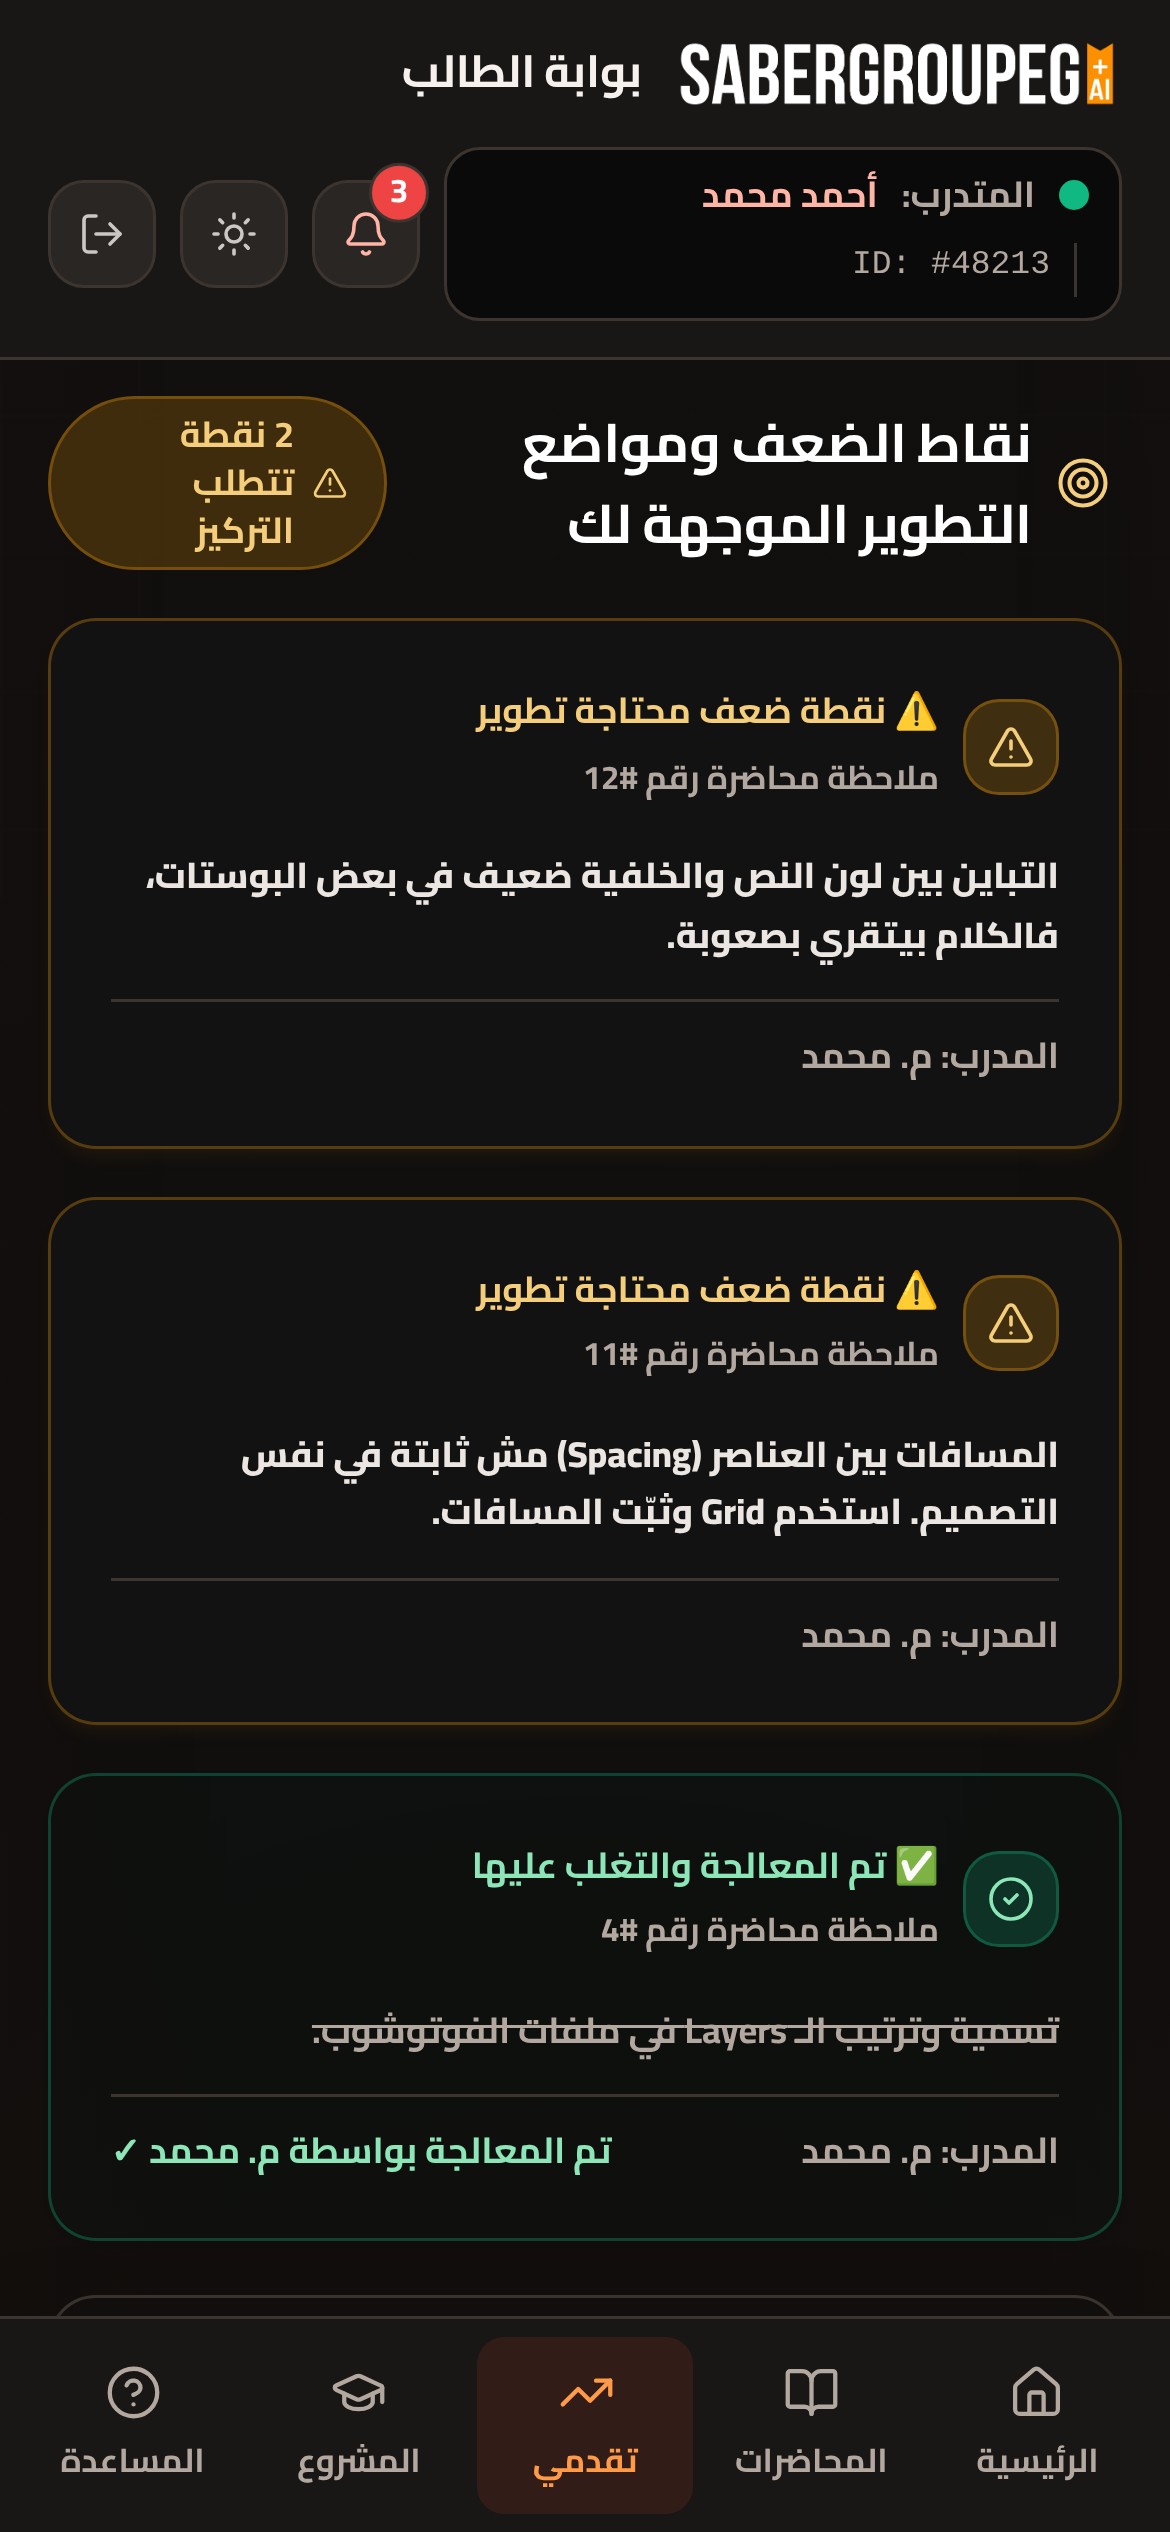 SABERGROUPEG
+
AI
بوابة الطالب
المتدرب: أحمد محمد
ID: #48213
3
نقاط الضعف ومواضع
التطوير الموجهة لك
2 نقطة
تتطلب
التركيز
⚠️ نقطة ضعف محتاجة تطوير
ملاحظة محاضرة رقم #12
التباين بين لون النص والخلفية ضعيف في بعض البوستات،
فالكلام بيتقري بصعوبة.
المدرب: م. محمد
⚠️ نقطة ضعف محتاجة تطوير
ملاحظة محاضرة رقم #11
المسافات بين العناصر (Spacing) مش ثابتة في نفس
التصميم. استخدم Grid وثبّت المسافات.
المدرب: م. محمد
✅ تم المعالجة والتغلب عليها
ملاحظة محاضرة رقم #4
تسمية وترتيب الـ Layers في ملفات الفوتوشوب.
المدرب: م. محمد
تم المعالجة بواسطة م. محمد ✓
الرئيسية
المحاضرات
تقدمي
المشروع
المساعدة